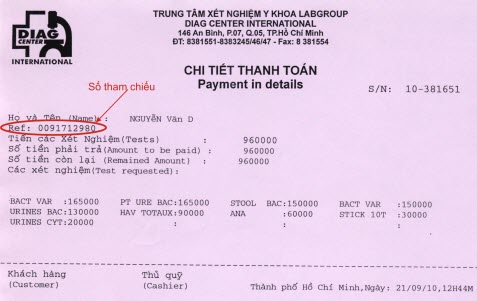 DIAG
CENTER
INTERNATIONAL
TRUNG TÂM XÉT NGHIỆM Y KHOA LABGROUP
DIAG CENTER INTERNATIONAL
146 An Bình, P.07, Q.05, TP.Hồ Chí Minh
ĐT: 8381551-8383245/46/47 - Fax: 8 381554
CHI TIẾT THANH TOÁN
Payment in details
S/N: 10-381651
Số tham chiếu
Họ và Tên (Name): NGUYỄN Văn D
Ref: 0091712980
Tiền các Xét Nghiệm(Tests) : 960000
Số tiền phải trả(Amount to be paid) : 960000
Số tiền còn lại (Remained Amount) : 960000
Các xét nghiệm(Test requested):
BACT VAR :165000 PT URE BAC:165000 STOOL BAC:150000 BACT VAR :150000
URINES BAC:130000 HAV TOTAUX:90000 ANA :60000 STICK 10T :30000
URINES CYT:20000 : : :
Khách hàng Thủ quỹ
(Customer) (Cashier) Thành phố Hồ Chí Minh,Ngày: 21/09/10,12H44M